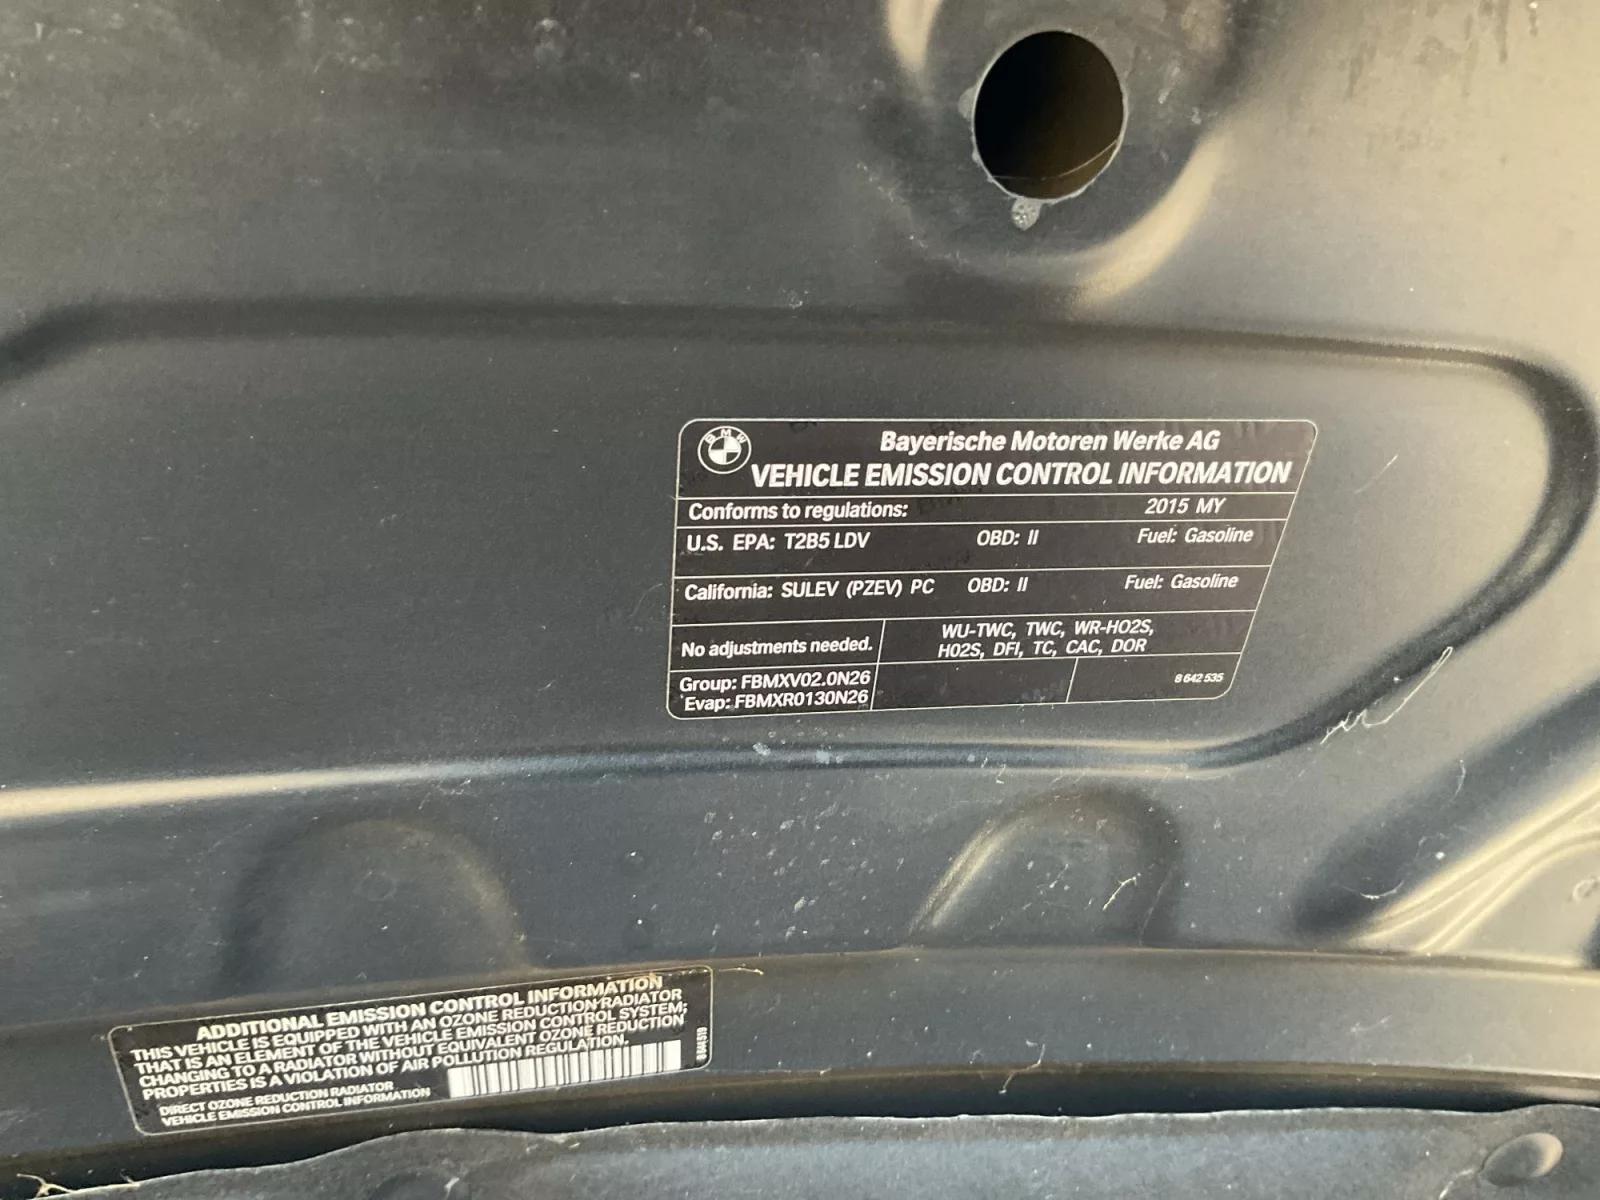 BMW
Bayerische Motoren Werke AG
VEHICLE EMISSION CONTROL INFORMATION
Conforms to regulations: 2015 MY
U.S. EPA: T2B5 LDV OBD: II Fuel: Gasoline
California: SULEV (PZEV) PC OBD: II Fuel: Gasoline
No adjustments needed.
WU-TWC, TWC, WR-HO2S,
HO2S, DFI, TC, CAC, DOR
Group: FBMXV02.0N26
Evap: FBMXR0130N26
8 642 535
ADDITIONAL EMISSION CONTROL INFORMATION
THIS VEHICLE IS EQUIPPED WITH AN OZONE REDUCTION RADIATOR
THAT IS AN ELEMENT OF THE VEHICLE EMISSION CONTROL SYSTEM;
CHANGING TO A RADIATOR WITHOUT EQUIVALENT OZONE REDUCTION
PROPERTIES IS A VIOLATION OF AIR POLLUTION REGULATION.
DIRECT OZONE REDUCTION RADIATOR
VEHICLE EMISSION CONTROL INFORMATION